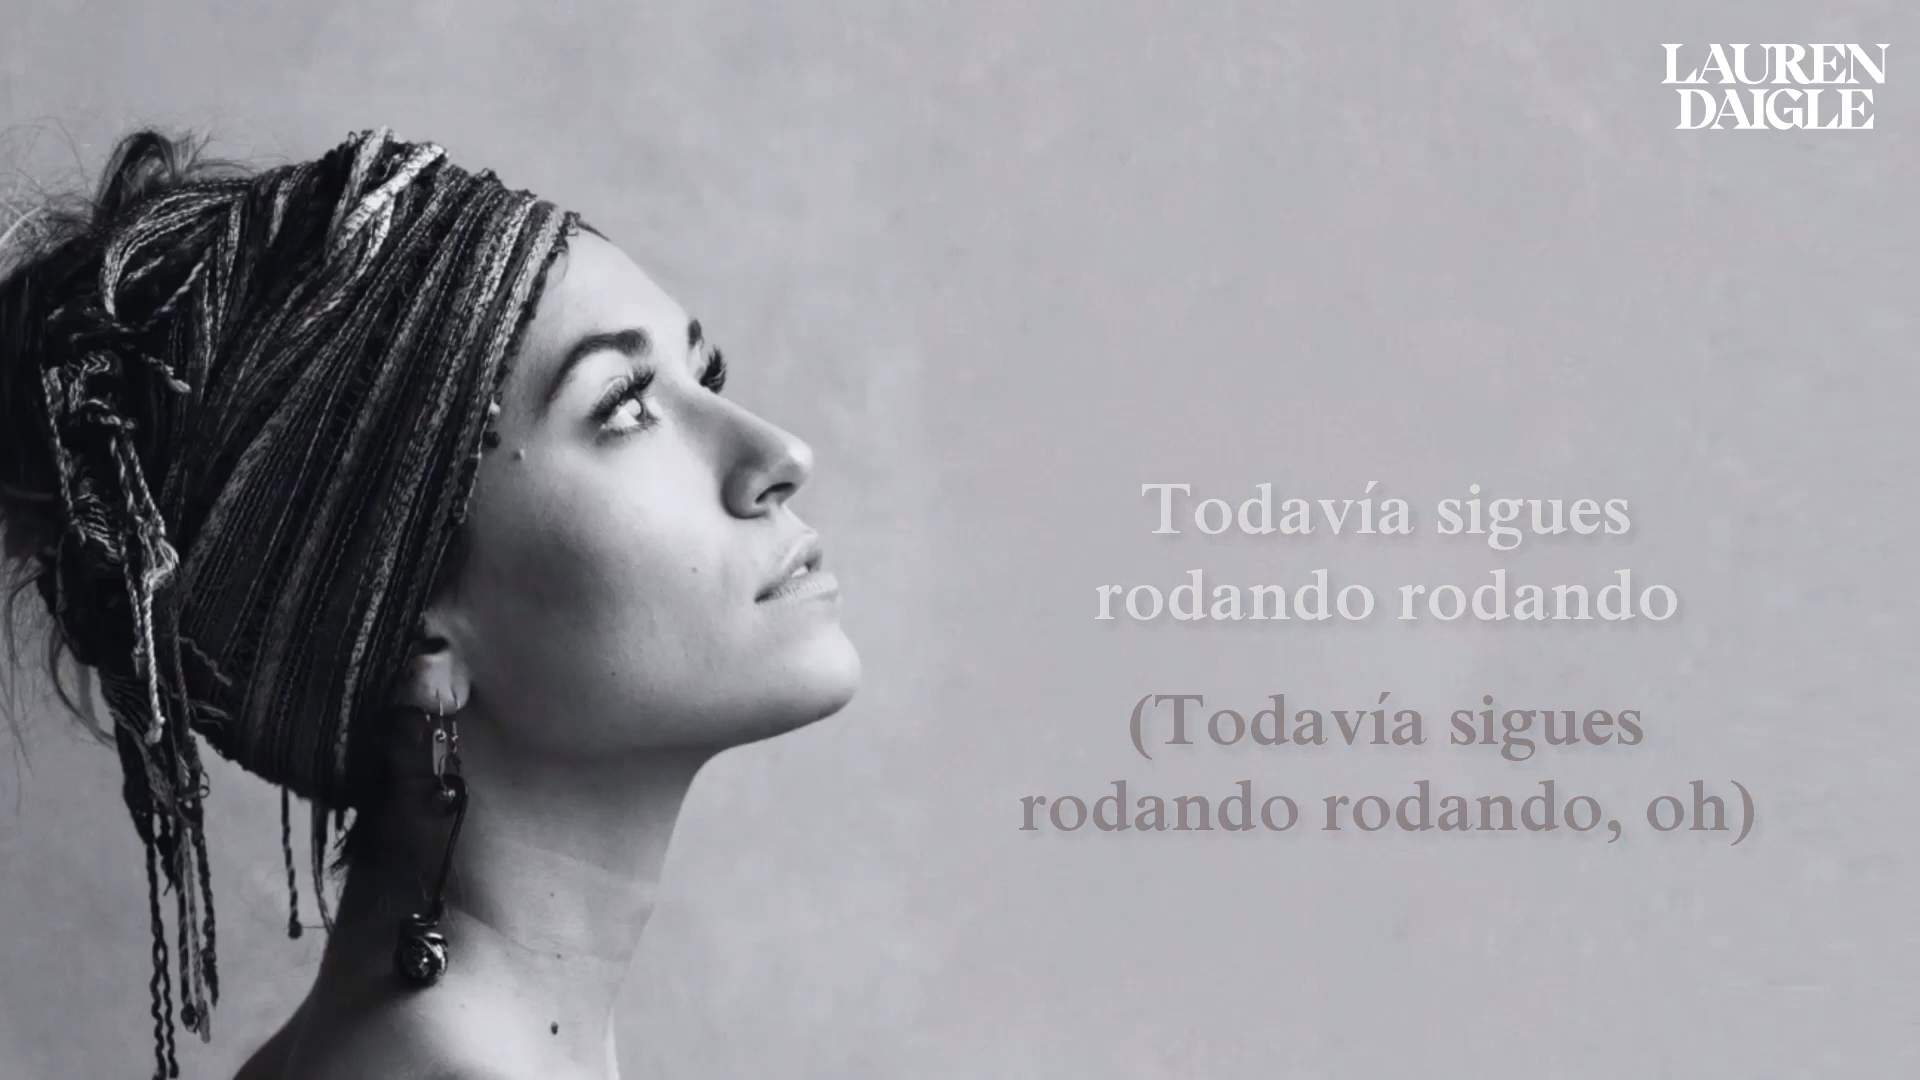 LAUREN
DAIGLE
Todavía sigues
rodando rodando
(Todavía sigues
rodando rodando, oh)